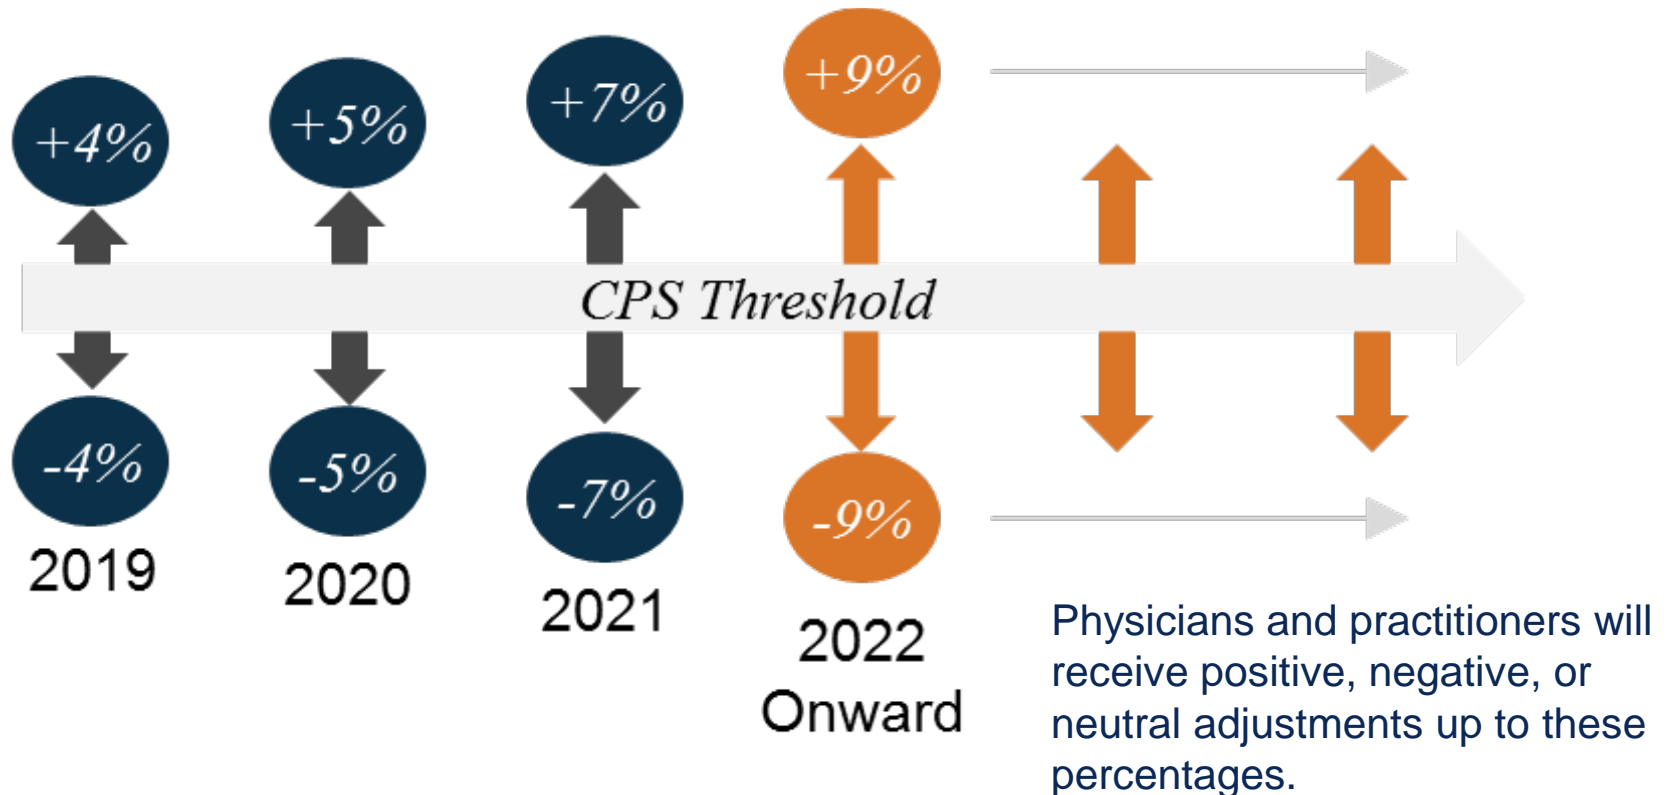 +4%
+5%
+7%
+9%
CPS Threshold
-4%
-5%
-7%
-9%
2019
2020
2021
2022
Onward
Physicians and practitioners will
receive positive, negative, or
neutral adjustments up to these
percentages.